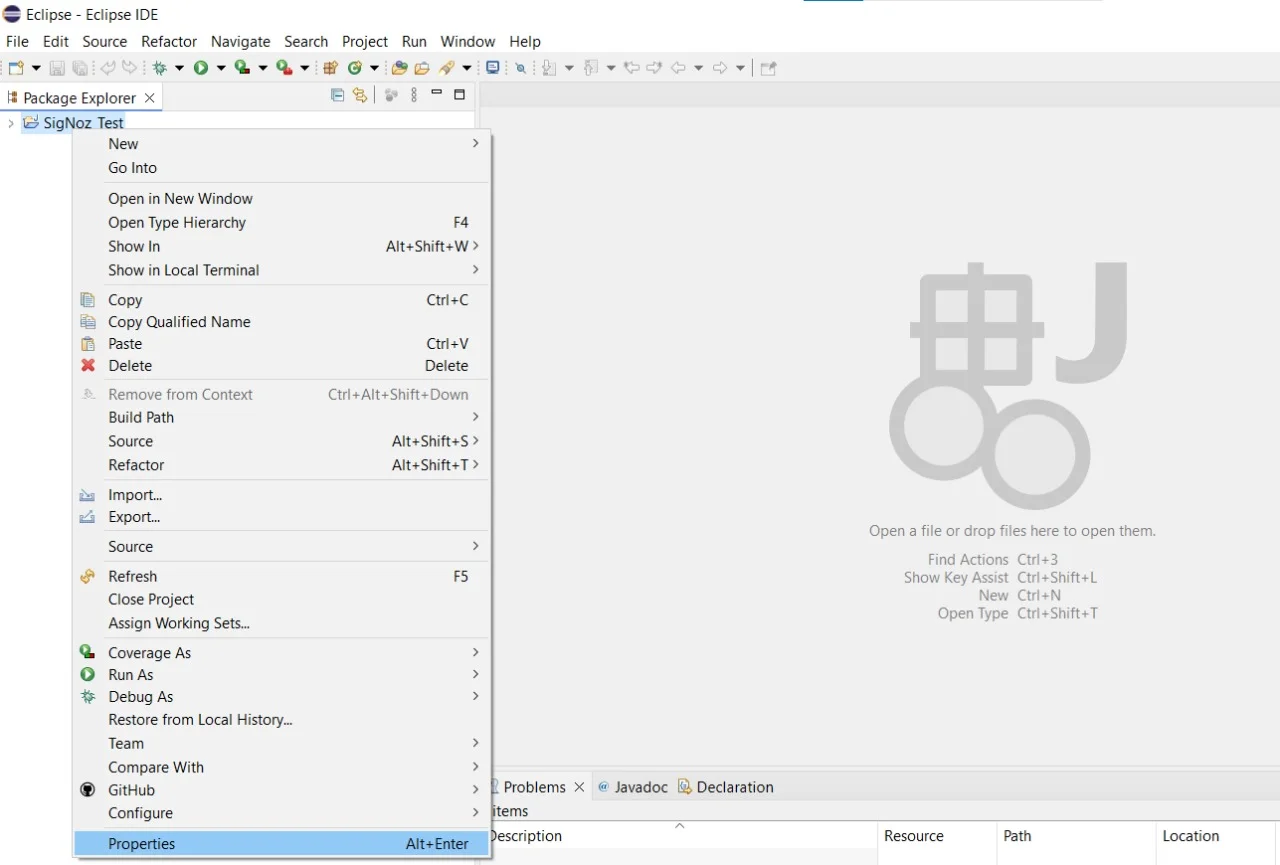 Eclipse - Eclipse IDE
File Edit Source Refactor Navigate Search Project Run Window Help
Package Explorer
SigNoz Test
New
Go Into
Open in New Window
Open Type Hierarchy F4
Show In Alt+Shift+W
Show in Local Terminal
Copy Ctrl+C
Copy Qualified Name
Paste Ctrl+V
Delete Delete
Remove from Context Ctrl+Alt+Shift+Down
Build Path
Source Alt+Shift+S
Refactor Alt+Shift+T
Import...
Export...
Source
Refresh F5
Close Project
Assign Working Sets...
Coverage As
Run As
Debug As
Restore from Local History...
Team
Compare With
GitHub
Configure
Properties Alt+Enter
J
Open a file or drop files here to open them.
Find Actions Ctrl+3
Show Key Assist Ctrl+Shift+L
New Ctrl+N
Open Type Ctrl+Shift+T
Problems @ Javadoc Declaration
items
Description Resource Path Location